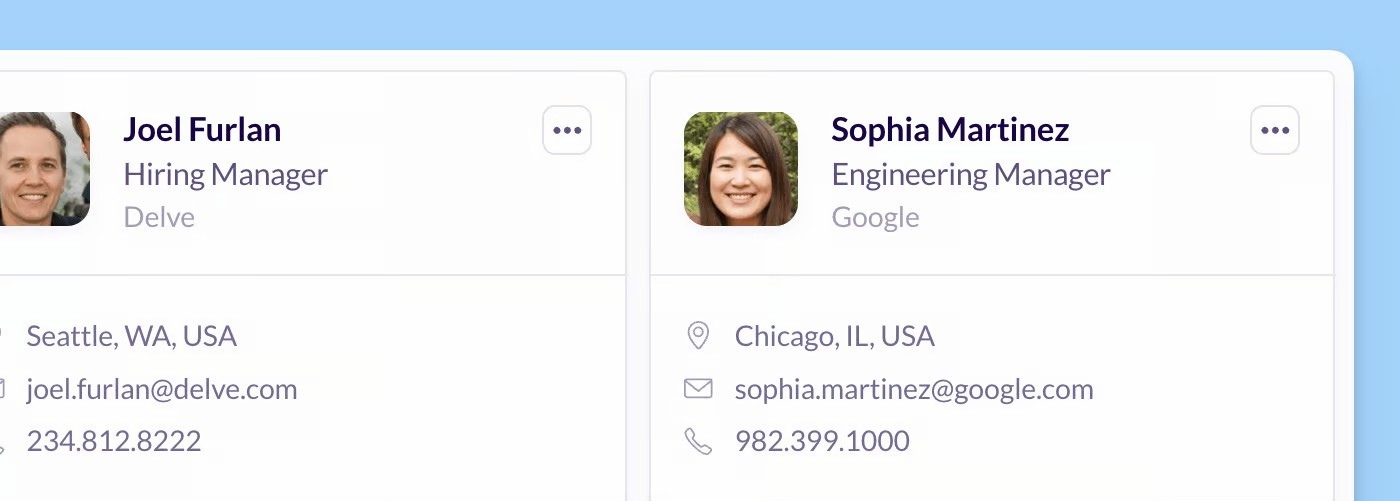 Joel Furlan
Hiring Manager
Delve
Seattle, WA, USA
joel.furlan@delve.com
234.812.8222
Sophia Martinez
Engineering Manager
Google
Chicago, IL, USA
sophia.martinez@google.com
982.399.1000